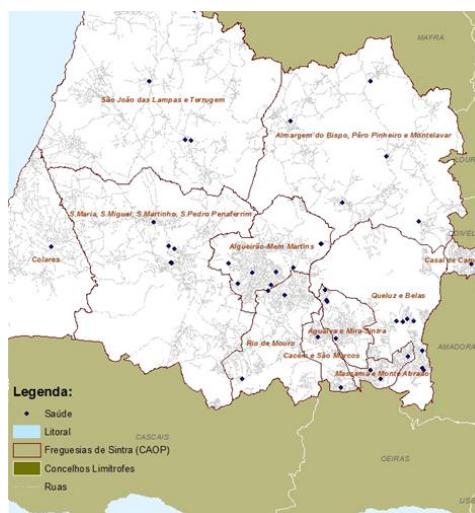 MAFRA
São João das Lampas e Terrugem
Almargem do Bispo, Pêro Pinheiro e Montelavar
LOUR
S.Maria, S.Miguel, S.Martinho, S.Pedro Penaferrim
Algueirão-Mem Martins
Colares
Casal de Cam
Queluz e Belas
Agualva e Mira-Sintra
Rio de Mouro
AMADORA
Cacém e São Marcos
Massamá e Monte Abraão
Legenda:
Saúde
Litoral
Freguesias de Sintra (CAOP)
Concelhos Limítrofes
Ruas
CASCAIS
OEIRAS